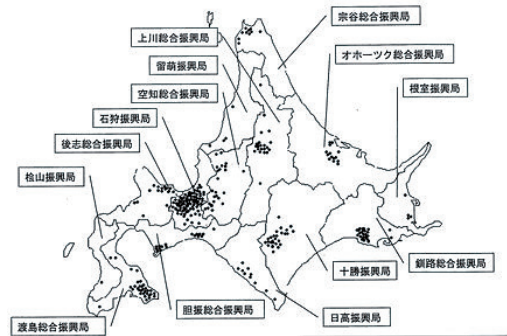 宗谷総合振興局
上川総合振興局
オホーツク総合振興局
留萌振興局
根室振興局
空知総合振興局
石狩振興局
後志総合振興局
桧山振興局
釧路総合振興局
十勝振興局
胆振総合振興局
日高振興局
渡島総合振興局